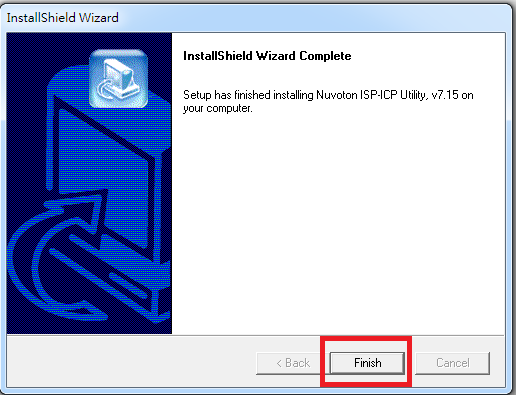 InstallShield Wizard
InstallShield Wizard Complete
Setup has finished installing Nuvoton ISP-ICP Utility, v7.15 on
your computer.
< Back
Finish
Cancel